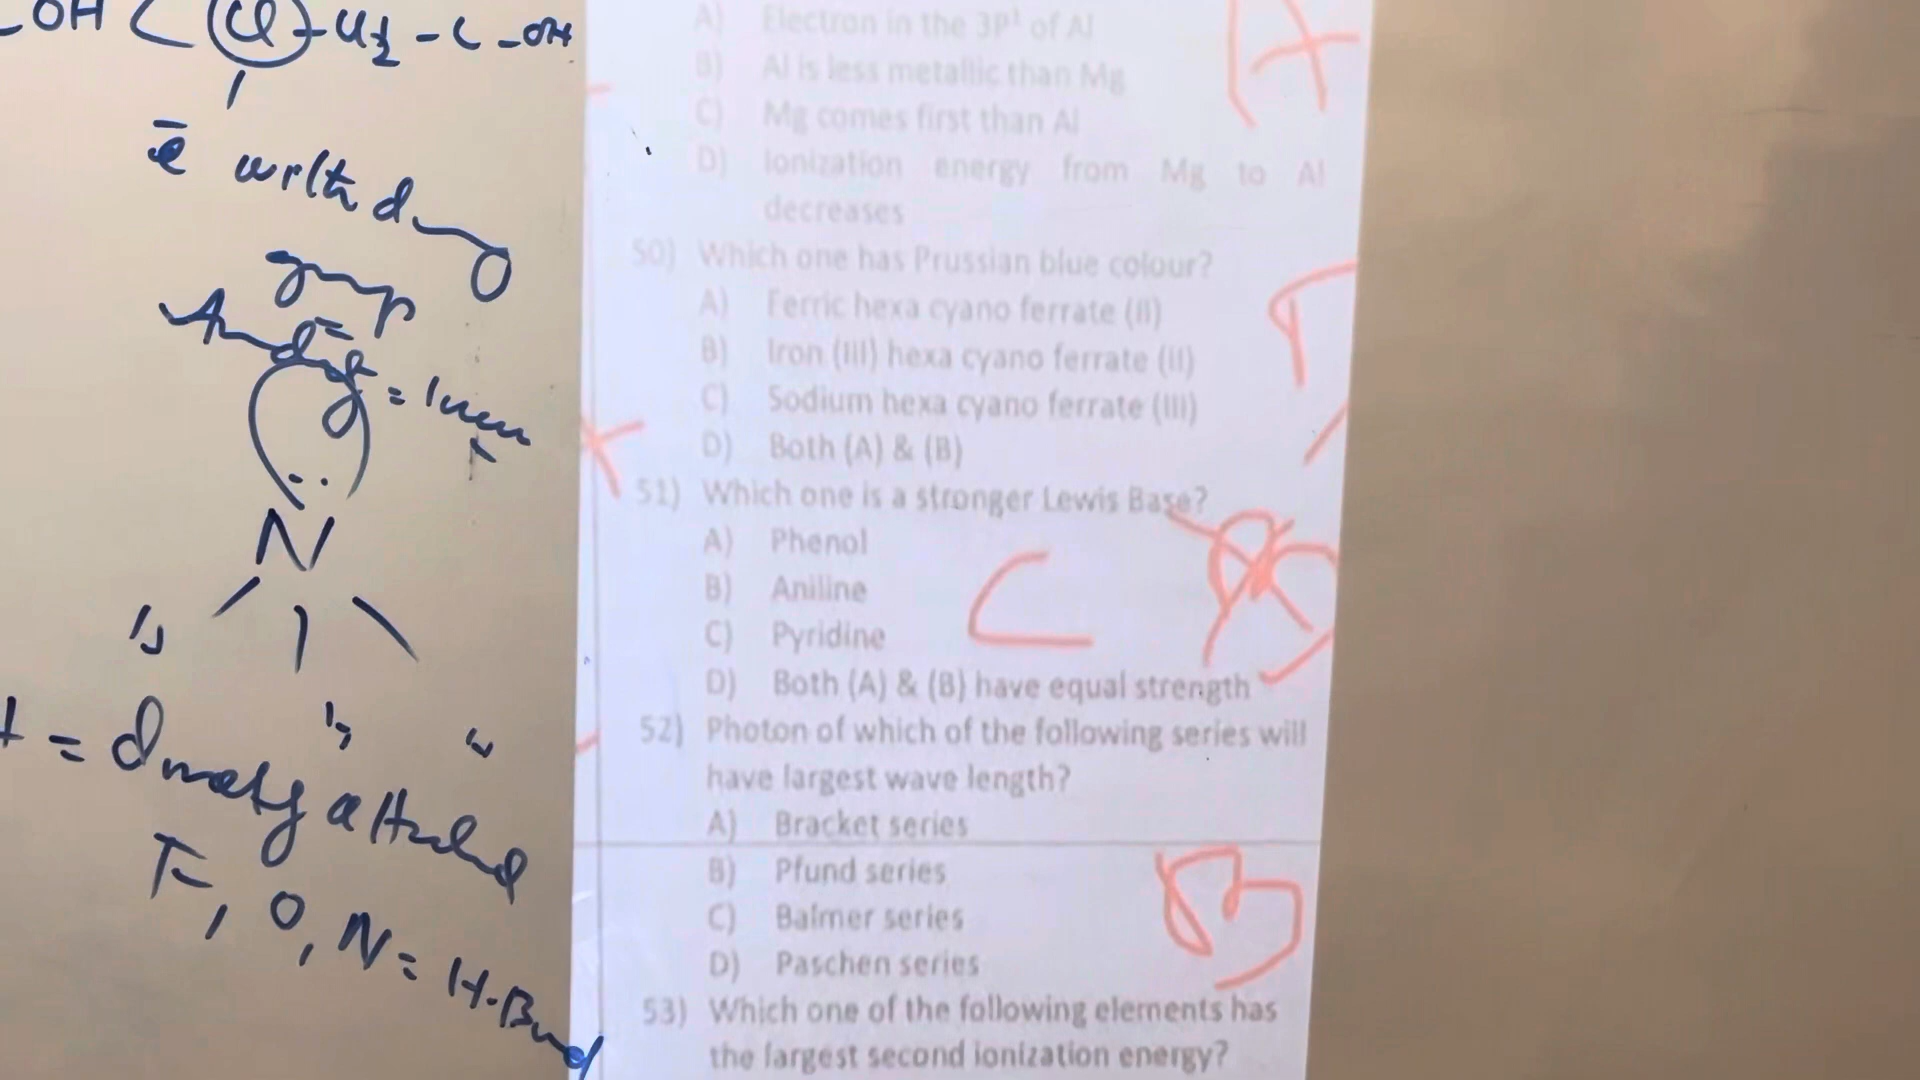 OH C Cl - CH2 - C - OH
e withdrawing
group
N
F, O, N = H-Bond
A) Electron in the 3P¹ of Al
B) Al is less metallic than Mg
C) Mg comes first than Al
D) Ionization energy from Mg to Al
decreases
50) Which one has Prussian blue colour?
A) Ferric hexa cyano ferrate (II)
B) Iron (III) hexa cyano ferrate (II)
C) Sodium hexa cyano ferrate (III)
D) Both (A) & (B)
51) Which one is a stronger Lewis Base?
A) Phenol
B) Aniline
C) Pyridine
C
D) Both (A) & (B) have equal strength
52) Photon of which of the following series will
have largest wave length?
A) Bracket series
B) Pfund series
B
C) Balmer series
D) Paschen series
53) Which one of the following elements has
the largest second ionization energy?